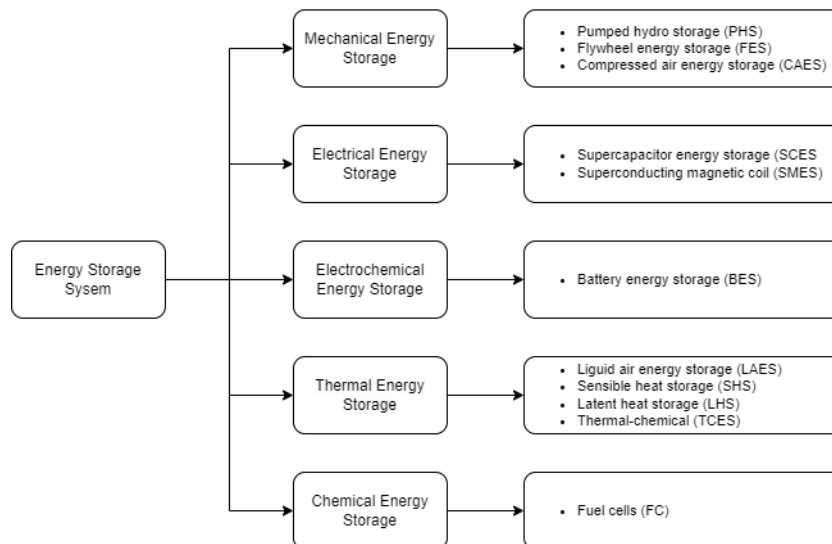 Mechanical Energy
Storage
• Pumped hydro storage (PHS)
• Flywheel energy storage (FES)
• Compressed air energy storage (CAES)
Electrical Energy
Storage
• Supercapacitor energy storage (SCES
• Superconducting magnetic coil (SMES)
Energy Storage
Sysem
Electrochemical
Energy Storage
• Battery energy storage (BES)
Thermal Energy
Storage
• Liguid air energy storage (LAES)
• Sensible heat storage (SHS)
• Latent heat storage (LHS)
• Thermal-chemical (TCES)
Chemical Energy
Storage
• Fuel cells (FC)